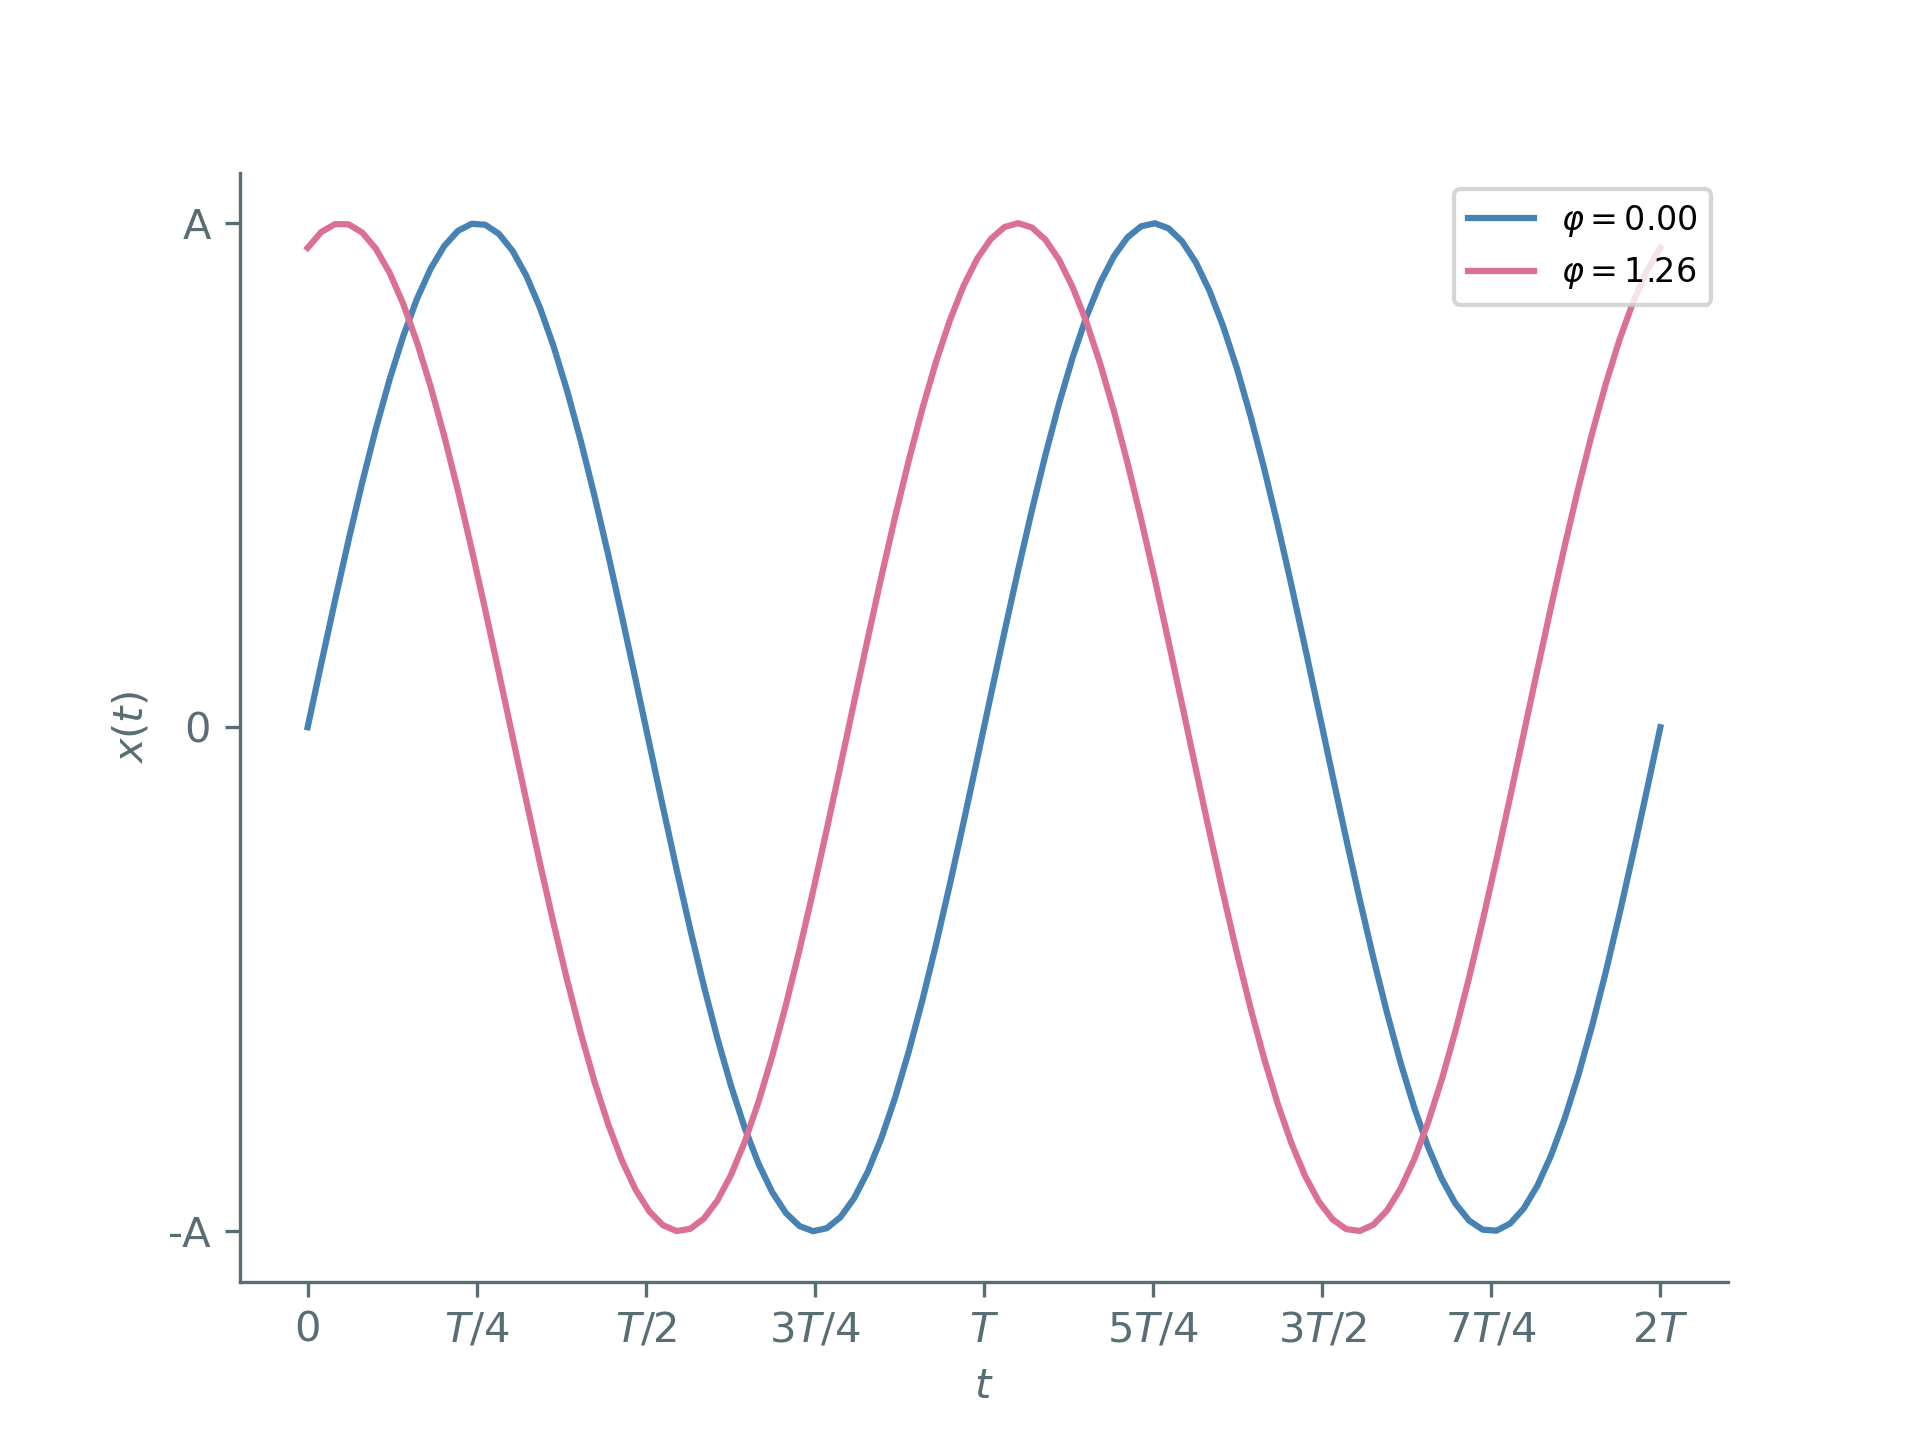 φ = 0.00
φ = 1.26
A
0
-A
x(t)
0 T/4 T/2 3T/4 T 5T/4 3T/2 7T/4 2T
t